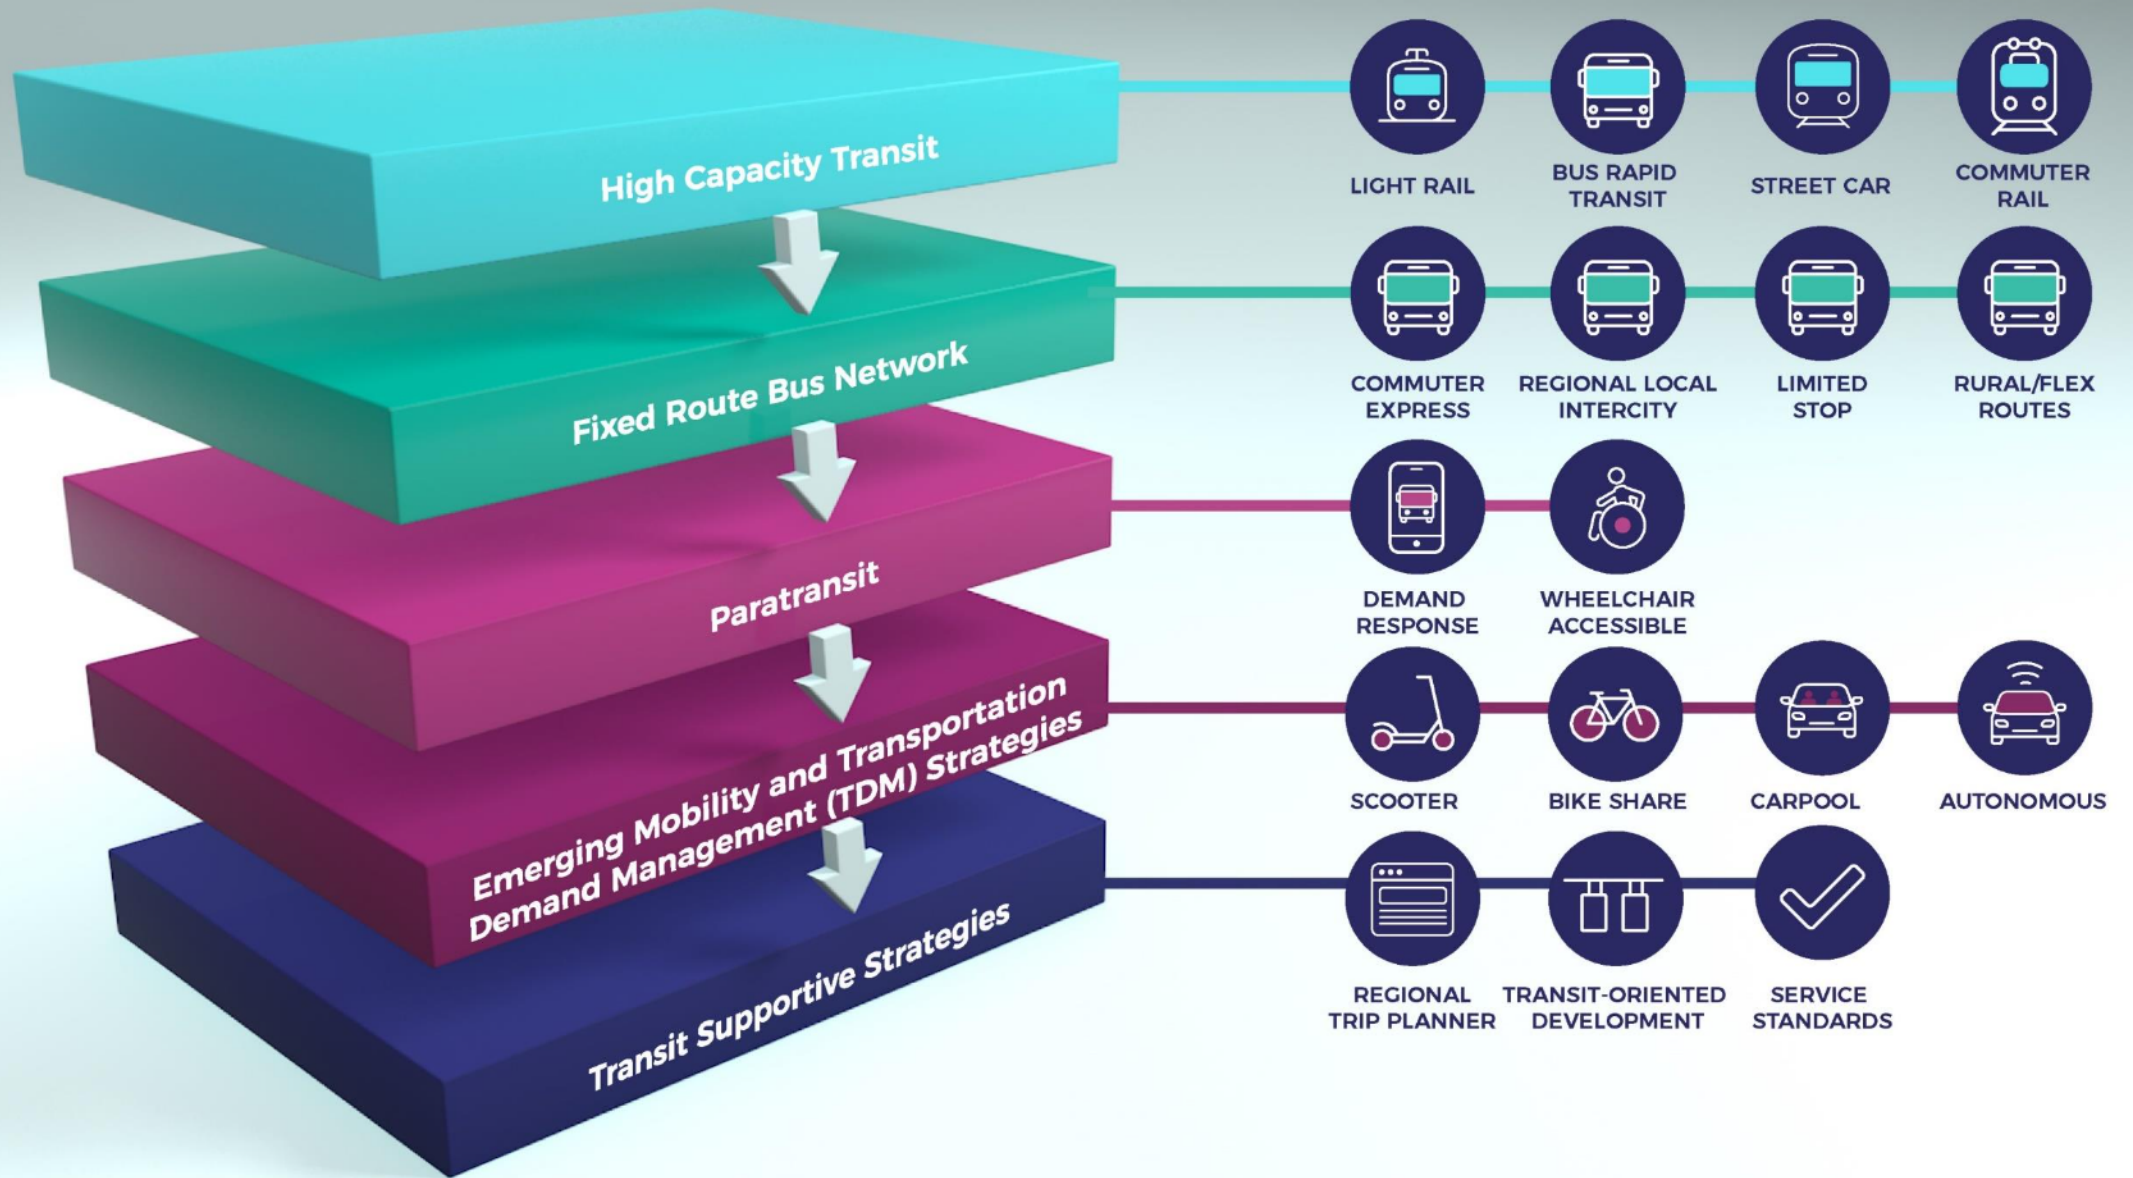 High Capacity Transit
LIGHT RAIL
BUS RAPID
TRANSIT
STREET CAR
COMMUTER
RAIL
Fixed Route Bus Network
COMMUTER
EXPRESS
REGIONAL LOCAL
INTERCITY
LIMITED
STOP
RURAL/FLEX
ROUTES
Paratransit
DEMAND
RESPONSE
WHEELCHAIR
ACCESSIBLE
Emerging Mobility and Transportation
Demand Management (TDM) Strategies
SCOOTER
BIKE SHARE
CARPOOL
AUTONOMOUS
Transit Supportive Strategies
REGIONAL
TRIP PLANNER
TRANSIT-ORIENTED
DEVELOPMENT
SERVICE
STANDARDS